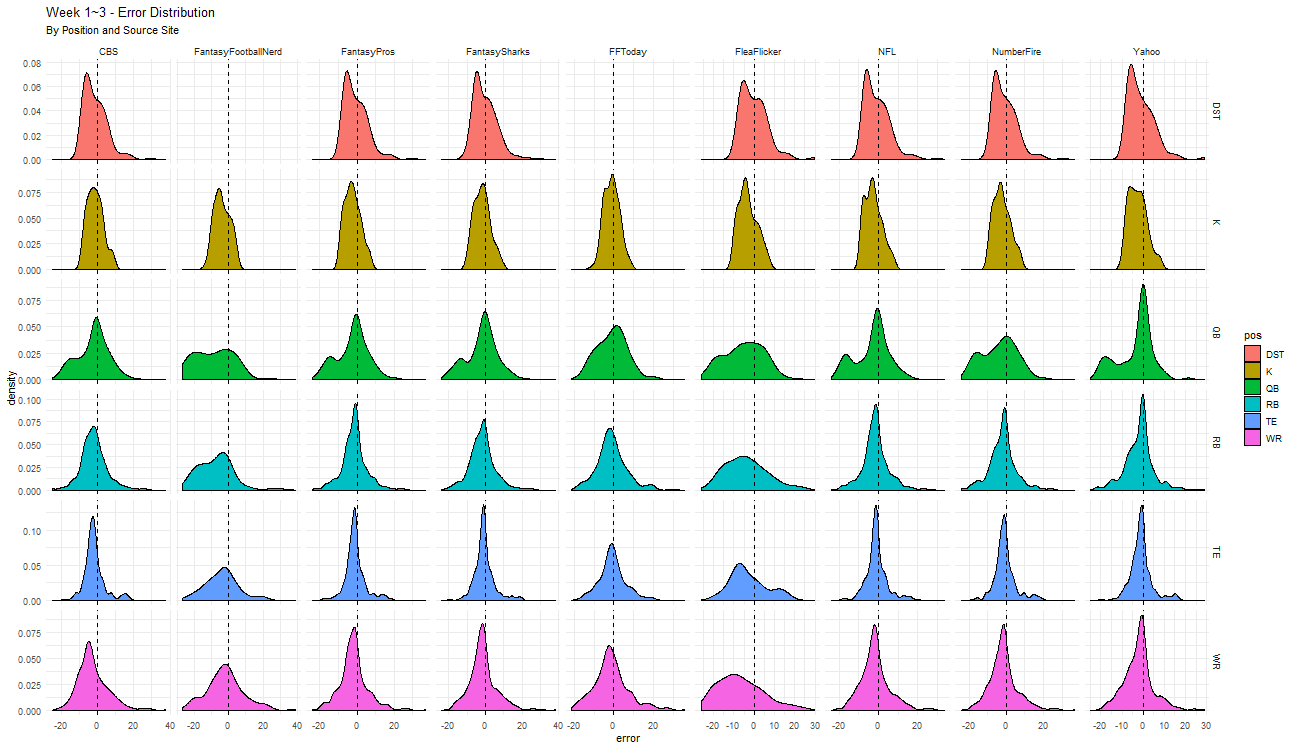 Week 1~3 - Error Distribution
By Position and Source Site
CBS FantasyFootballNerd FantasyPros FantasySharks FFToday FleaFlicker NFL NumberFire Yahoo
0.08
0.06
0.04
0.02
0.00
DST
0.075
0.050
0.025
0.000
K
0.075
0.050
0.025
0.000
QB
density
0.100
0.075
0.050
0.025
0.000
RB
0.10
0.05
0.00
TE
0.075
0.050
0.025
0.000
WR
-20 0 20 40 -20 0 20 40 -20 0 20 -20 0 20 40 -20 0 20 -20 -10 0 10 20 30 -20 0 20 -20 0 20 -20 -10 0 10 20 30
error
pos
DST
K
QB
RB
TE
WR